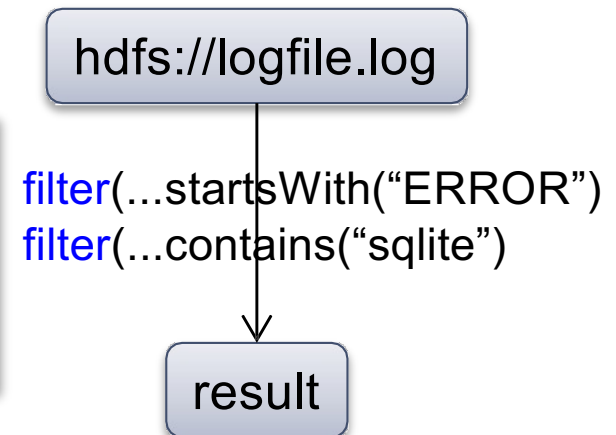 hdfs://logfile.log
filter(...startsWith(“ERROR”)
filter(...contains(“sqlite”)
result